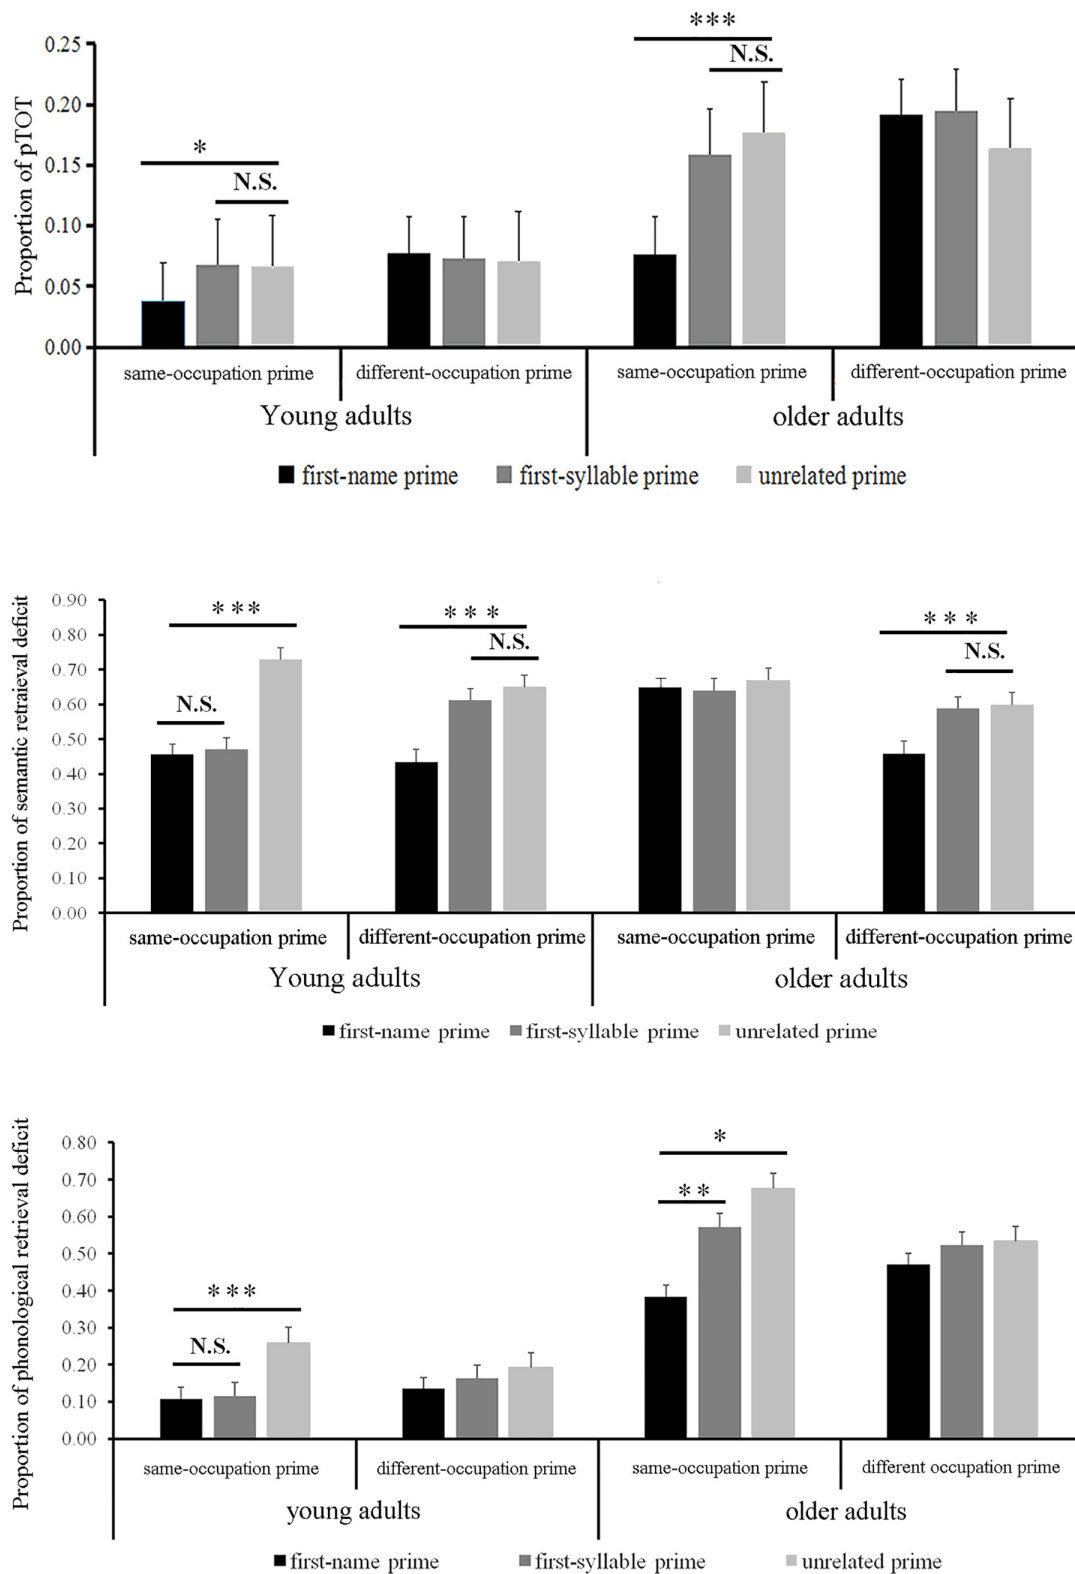 ***
0.25
N.S.
0.20
*
0.15
N.S.
0.10
0.05
0.00
Proportion of pTOT
same-occupation prime different-occupation prime same-occupation prime different-occupation prime
Young adults older adults
first-name prime first-syllable prime unrelated prime
0.90
*** *** ***
0.80
N.S. N.S.
0.70
N.S.
0.60
0.50
0.40
0.30
0.20
0.10
0.00
Proportion of semantic retraieval deficit
same-occupation prime different-occupation prime same-occupation prime different-occupation prime
Young adults older adults
first-name prime first-syllable prime unrelated prime
0.80
*
0.70
**
0.60
0.50
0.40
***
0.30
N.S.
0.20
0.10
0.00
Proportion of phonological retrieval deficit
same-occupation prime different-occupation prime same-occupation prime different occupation prime
young adults older adults
first-name prime first-syllable prime unrelated prime